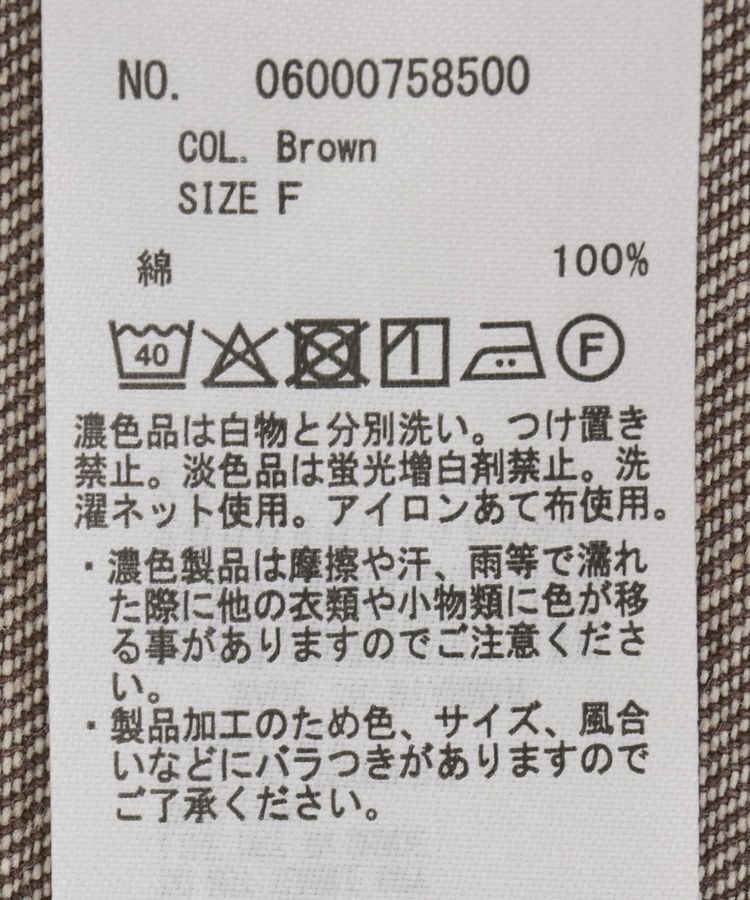 NO. 06000758500
COL. Brown
SIZE F
綿 100%
40 F
濃色品は白物と分別洗い。つけ置き
禁止。淡色品は蛍光増白剤禁止。洗
濯ネット使用。アイロンあて布使用。
・濃色製品は摩擦や汗、雨等で濡れ
た際に他の衣類や小物類に色が移
る事がありますのでご注意くださ
い。
・製品加工のため色、サイズ、風合
いなどにバラつきがありますので
ご了承ください。